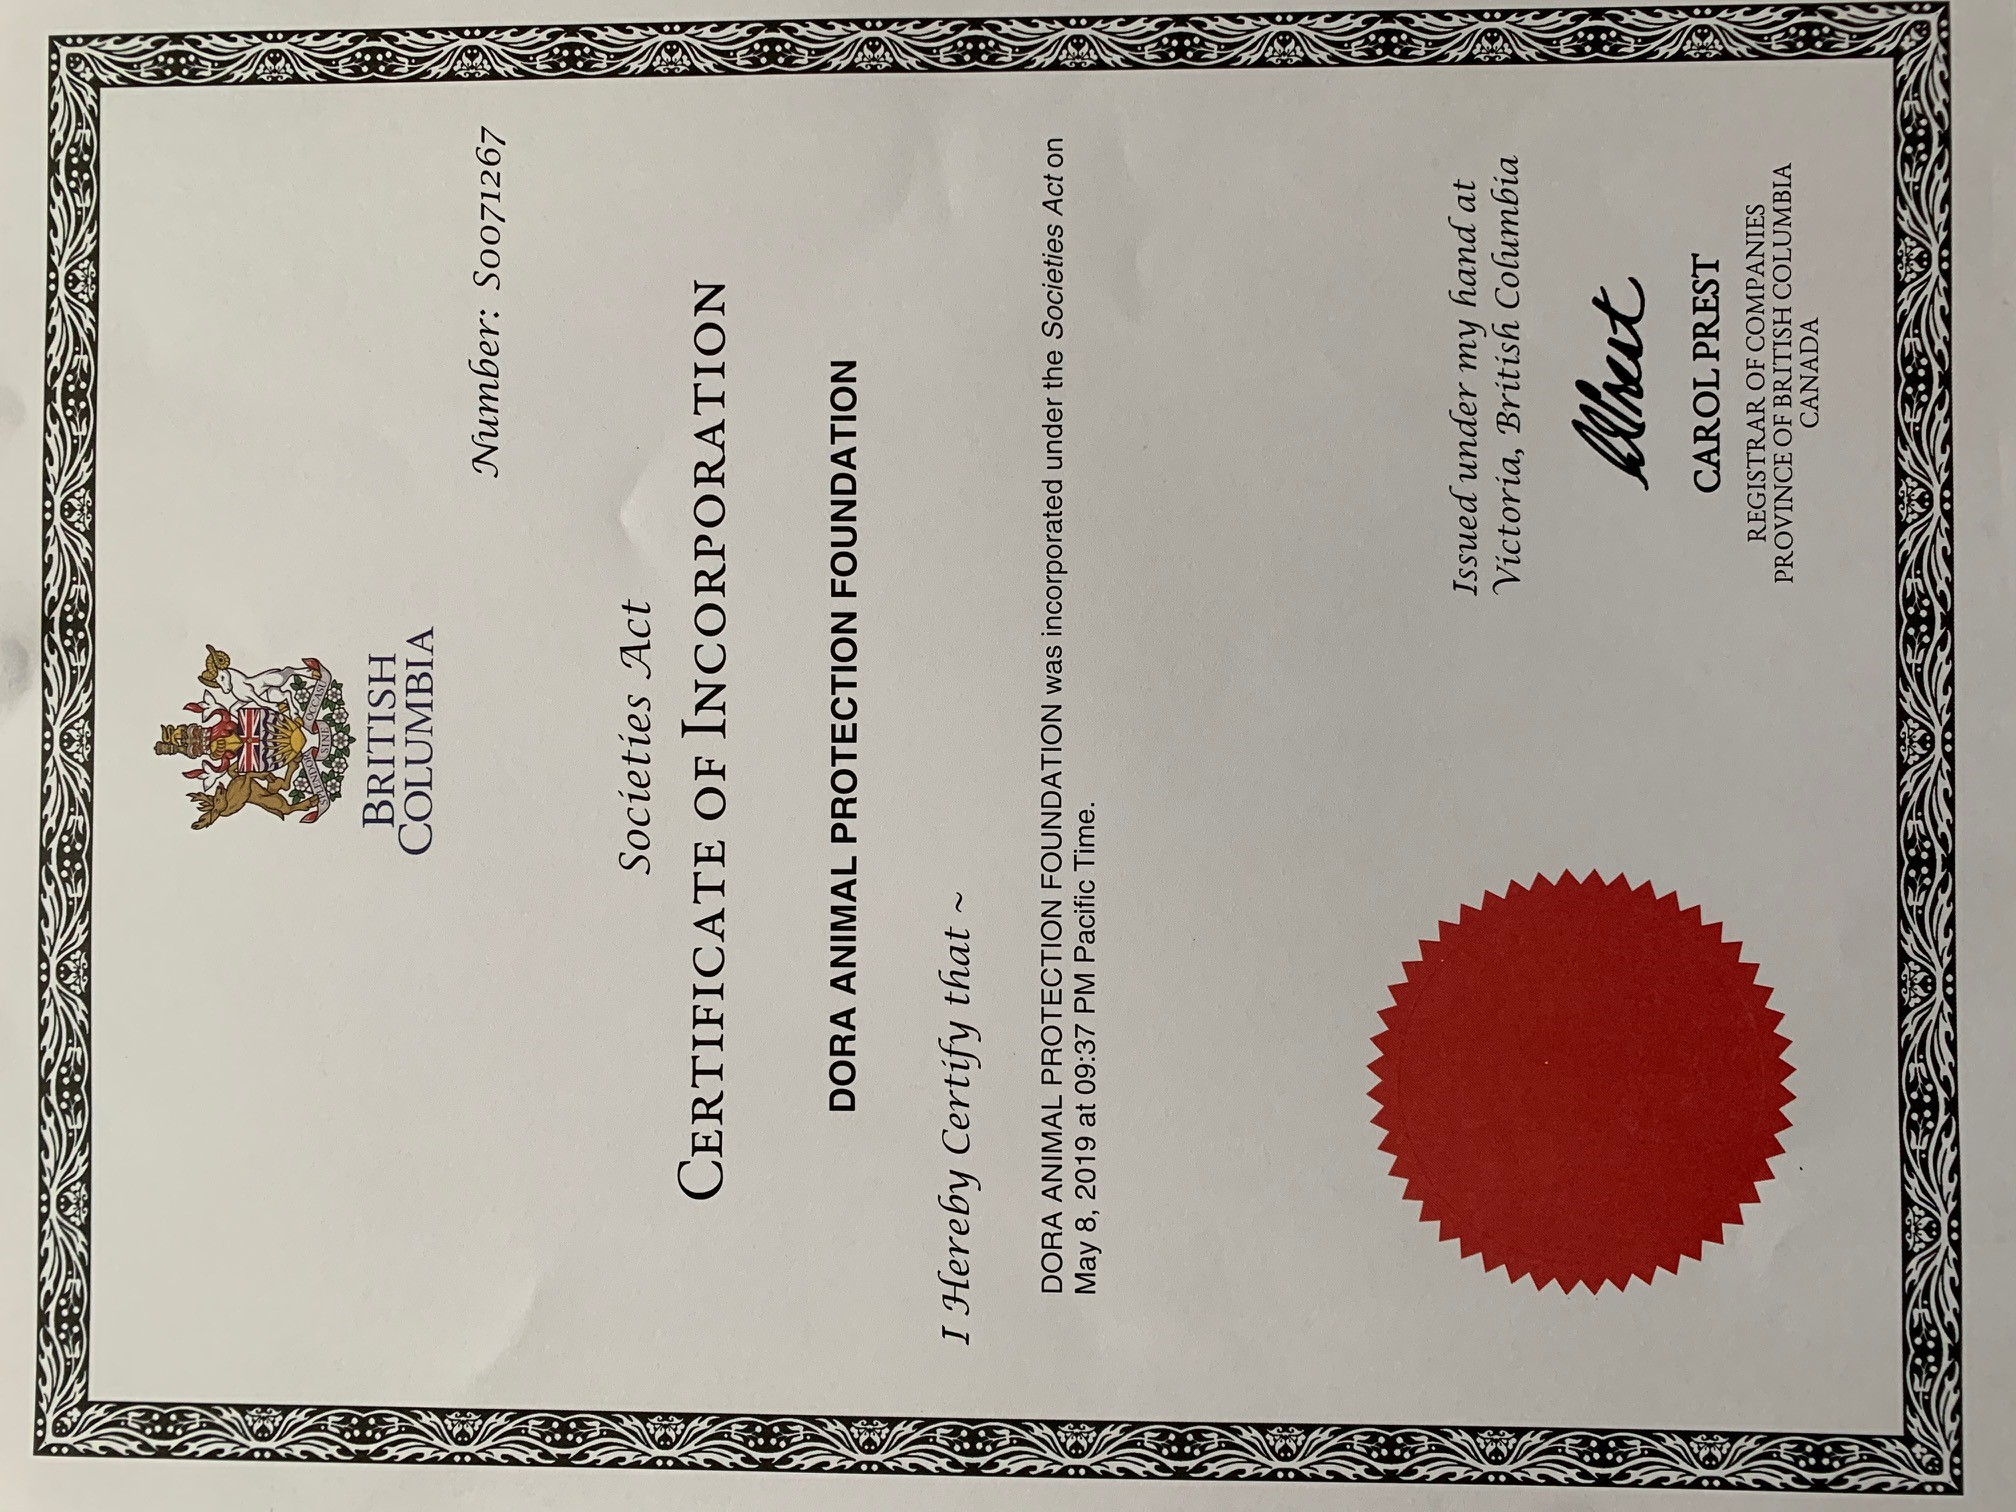 SPLENDOR SINE OCCASU
BRITISH
COLUMBIA
Number: S0071267
Societies Act
CERTIFICATE OF INCORPORATION
DORA ANIMAL PROTECTION FOUNDATION
I Hereby Certify that ~
DORA ANIMAL PROTECTION FOUNDATION was incorporated under the Societies Act on
May 8, 2019 at 09:37 PM Pacific Time.
Issued under my hand at
Victoria, British Columbia
CPrest
CAROL PREST
REGISTRAR OF COMPANIES
PROVINCE OF BRITISH COLUMBIA
CANADA